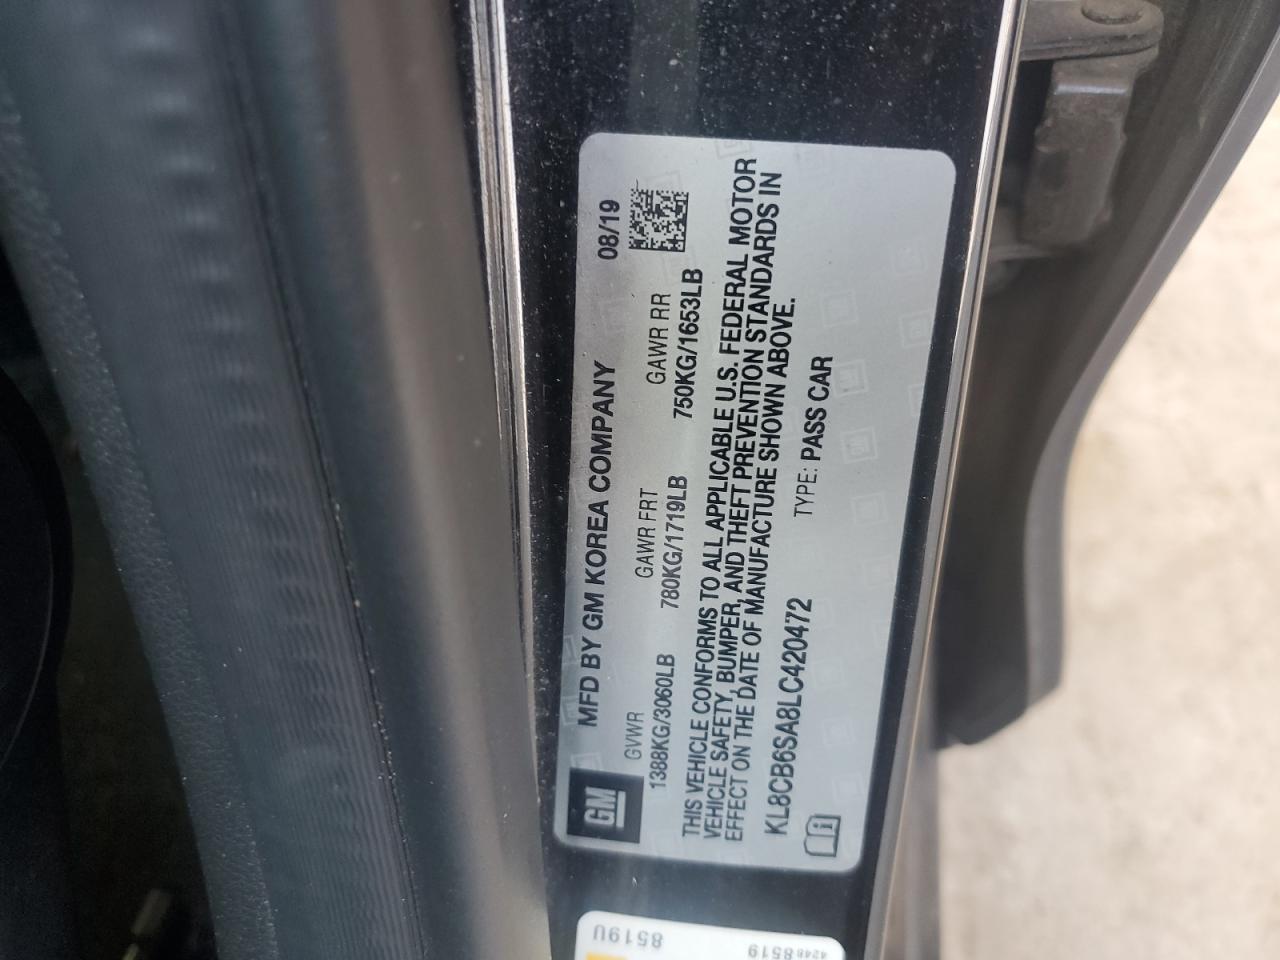 MFD BY GM KOREA COMPANY 08/19
GM
GVWR GAWR FRT GAWR RR
1388KG/3060LB 780KG/1719LB 750KG/1653LB
THIS VEHICLE CONFORMS TO ALL APPLICABLE U.S. FEDERAL MOTOR
VEHICLE SAFETY, BUMPER, AND THEFT PREVENTION STANDARDS IN
EFFECT ON THE DATE OF MANUFACTURE SHOWN ABOVE.
KL8CB6SA8LC420472 TYPE: PASS CAR
8519U
42488519